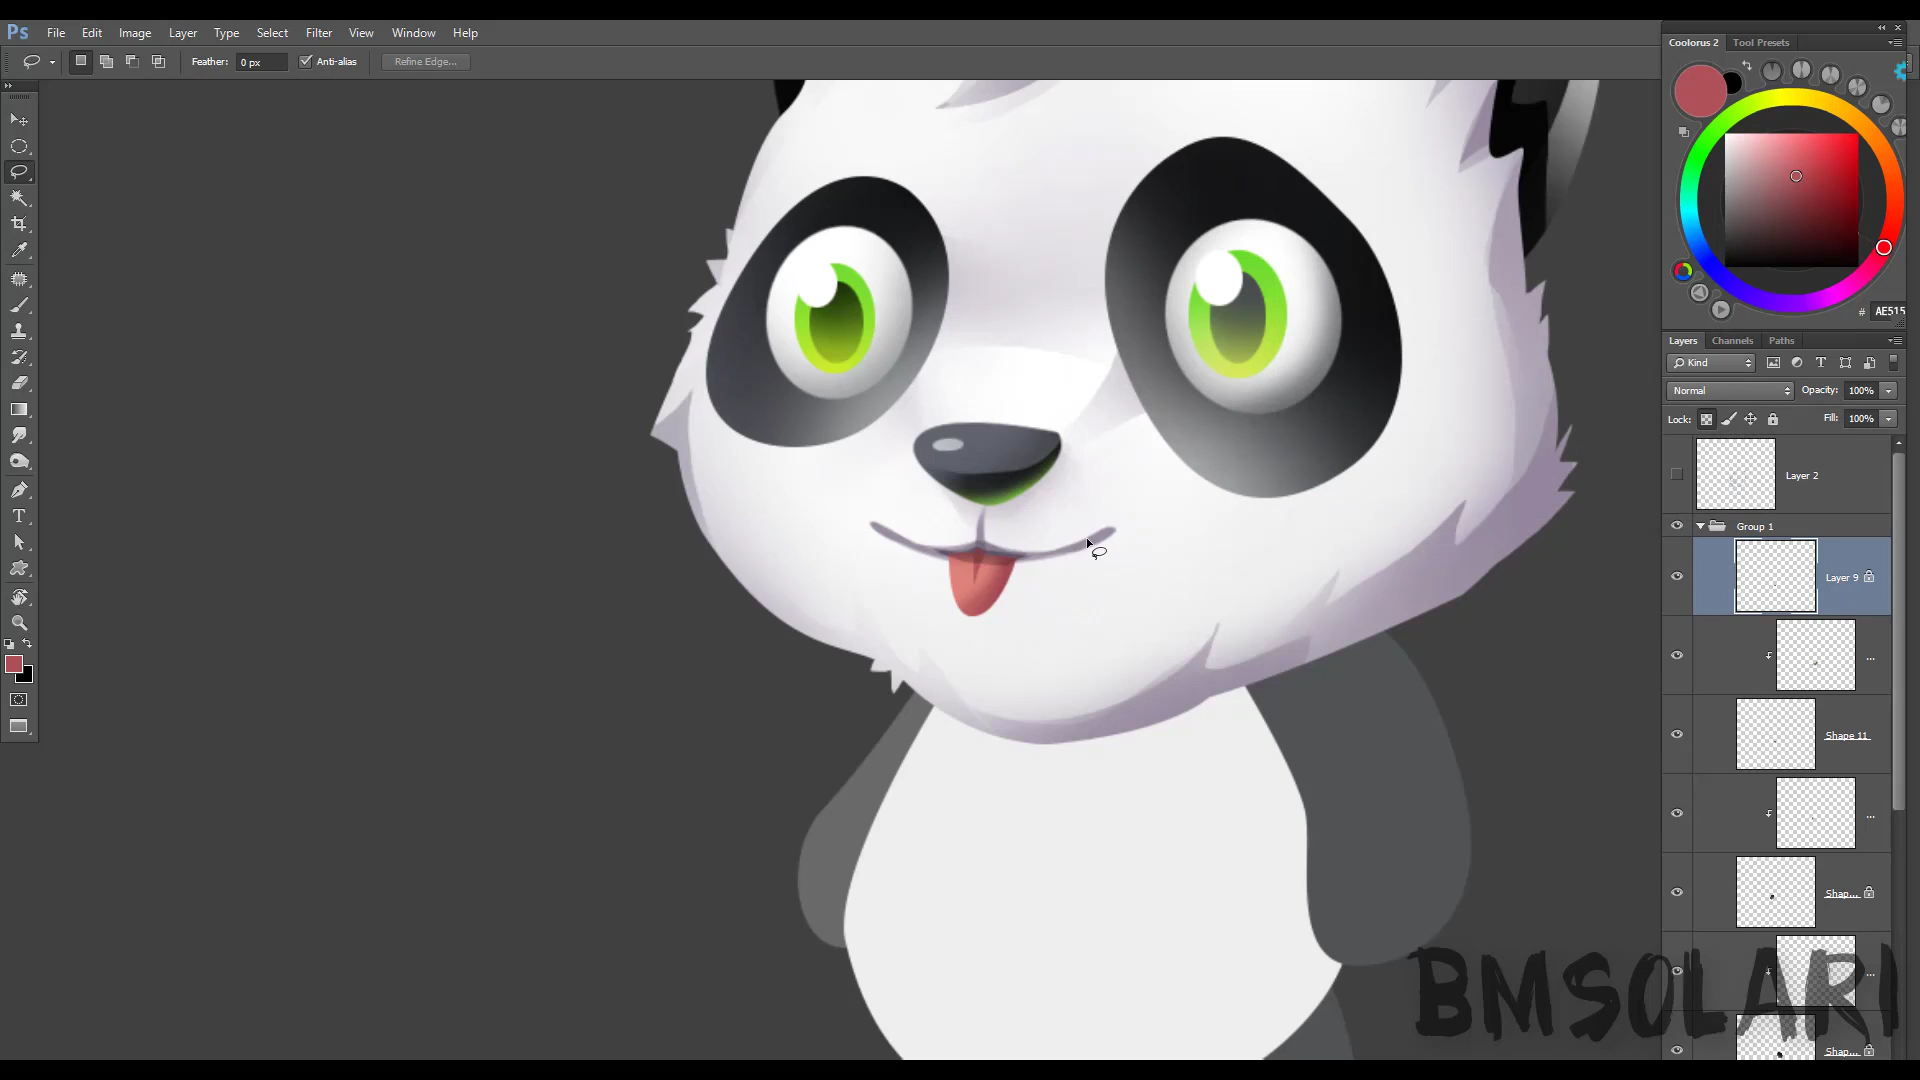 Ps File Edit Image Layer Type Select Filter View Window Help
Feather: 0 px Anti-alias Refine Edge...
Coolorus 2 Tool Presets
# AE515
Layers Channels Paths
Kind
Normal Opacity: 100%
Lock: Fill: 100%
Layer 2
Group 1
Layer 9
...
Shape 11
...
Shap...
...
Shap...
BMSOLARI